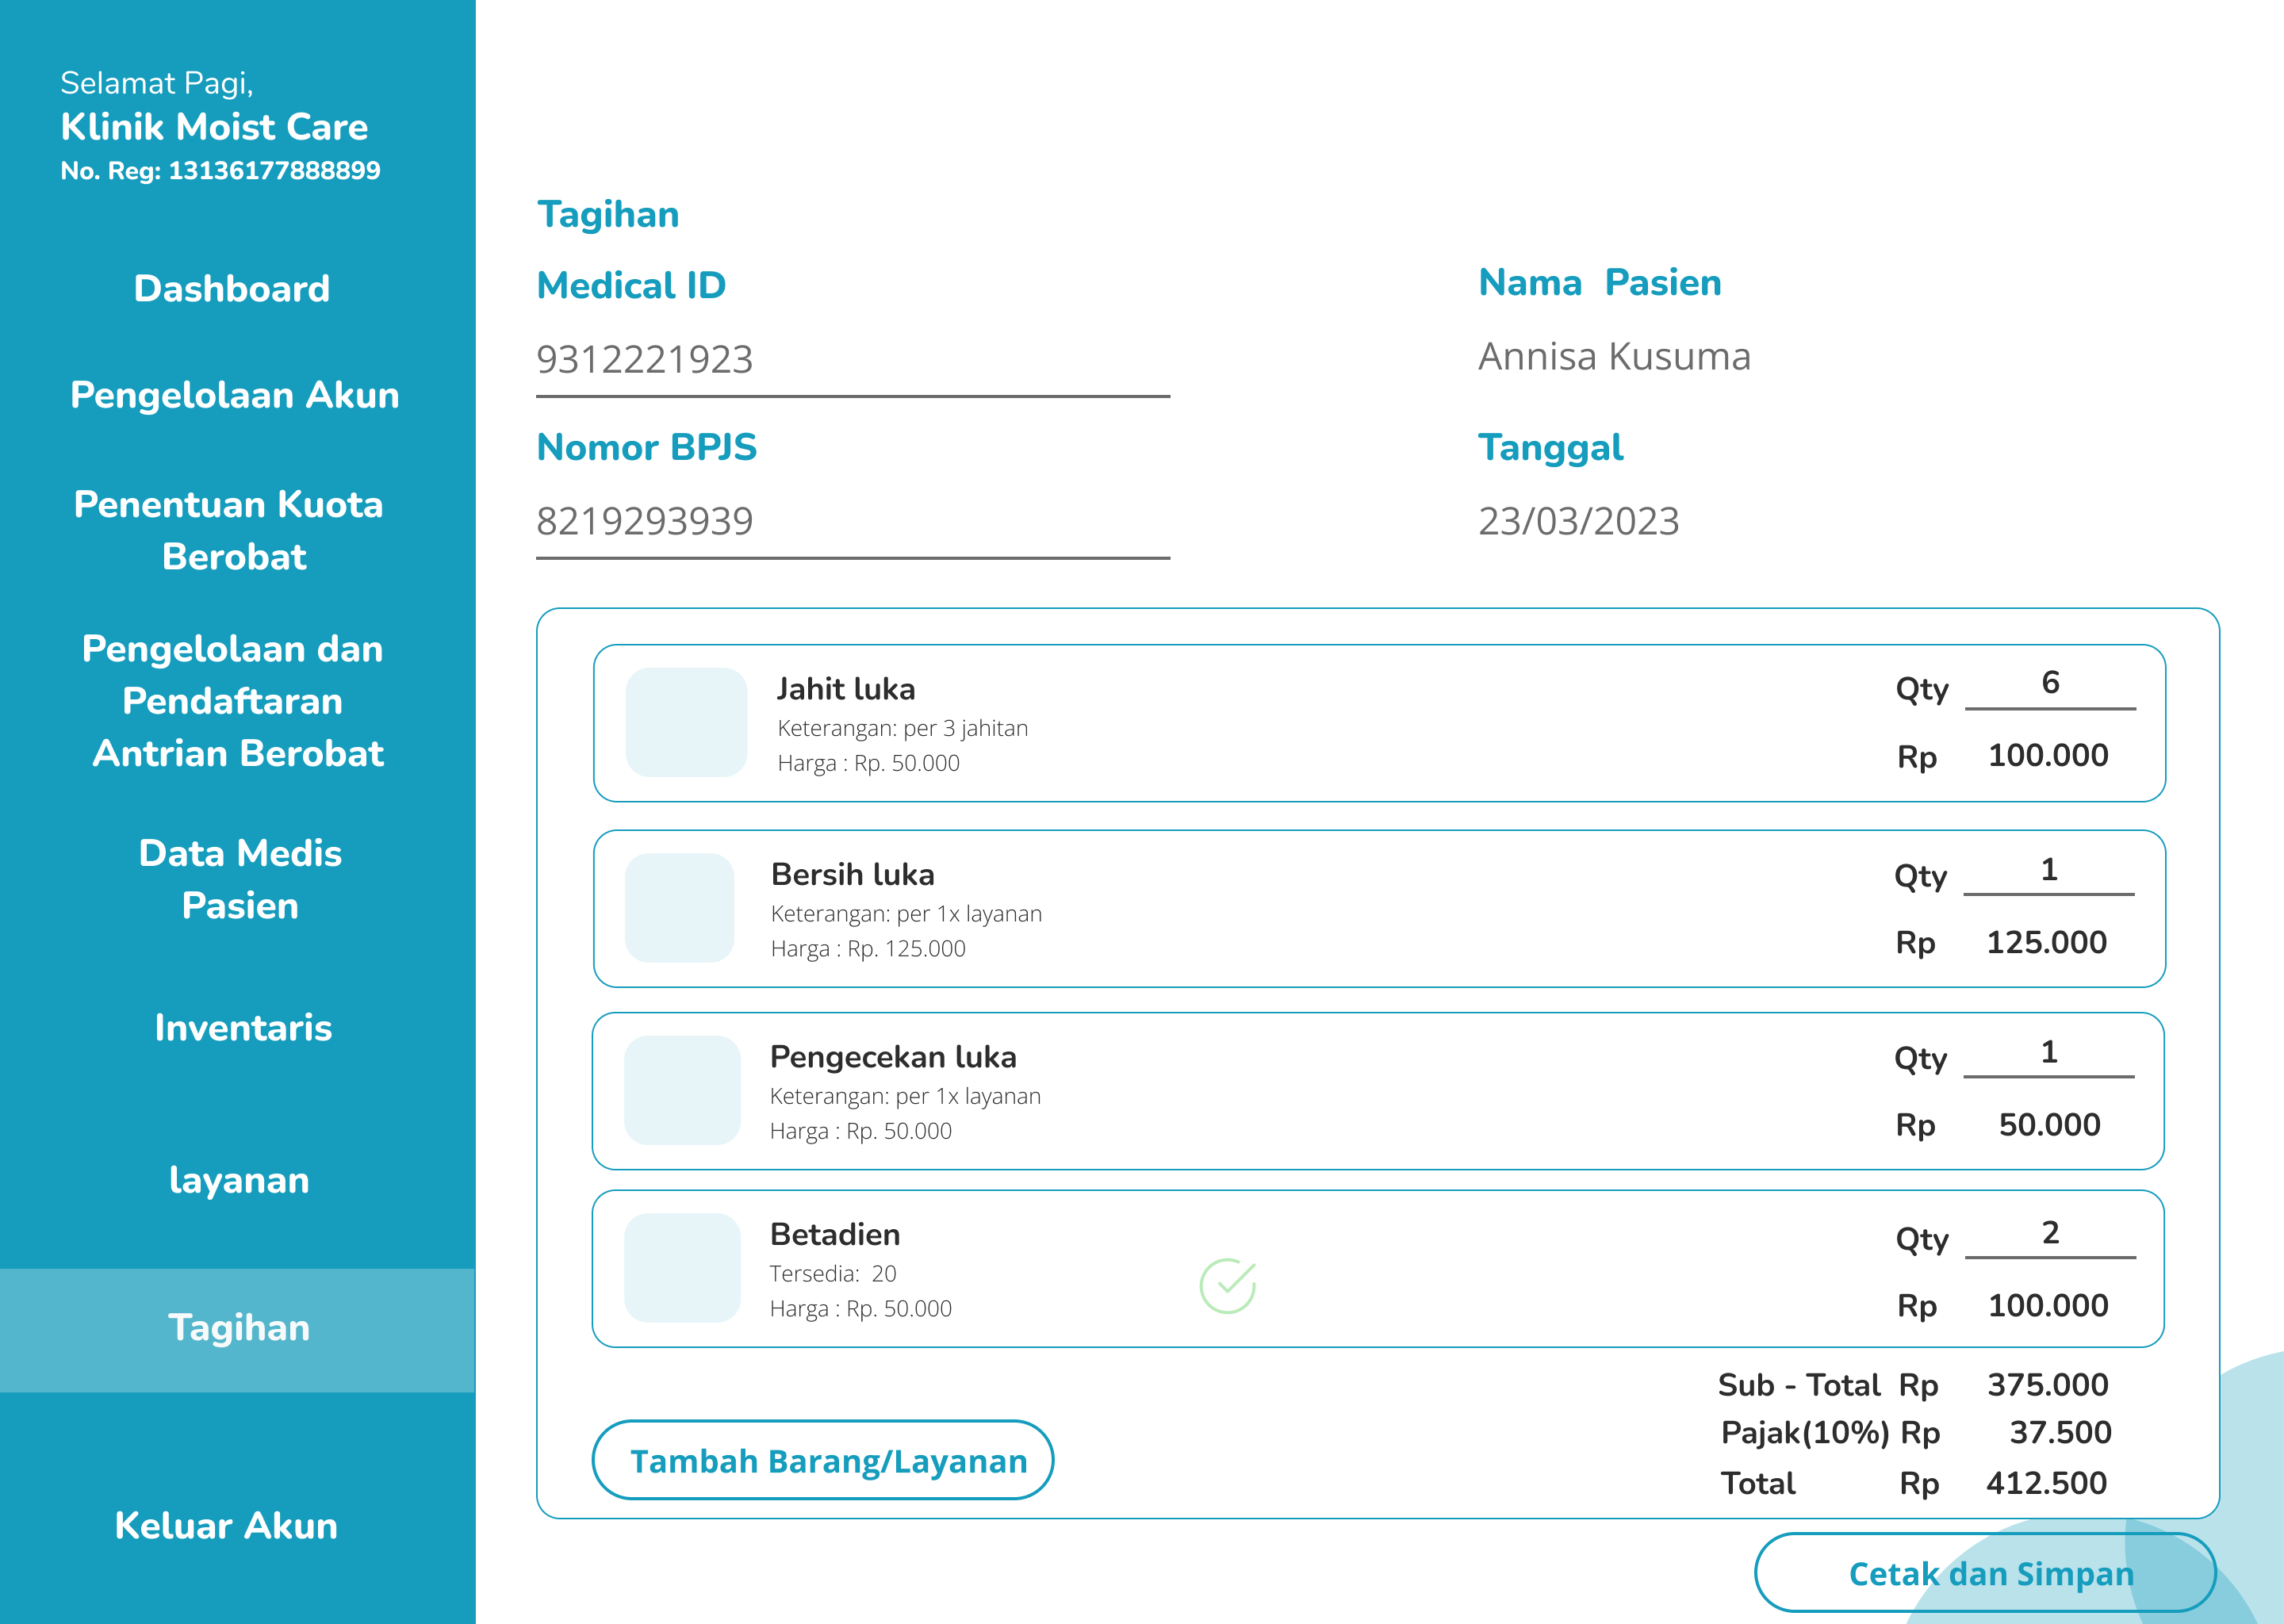 Selamat Pagi,
Klinik Moist Care
No. Reg: 13136177888899
Dashboard
Pengelolaan Akun
Penentuan Kuota
Berobat
Pengelolaan dan
Pendaftaran
Antrian Berobat
Data Medis
Pasien
Inventaris
layanan
Tagihan
Keluar Akun
Tagihan
Medical ID
9312221923
Nama Pasien
Annisa Kusuma
Nomor BPJS
8219293939
Tanggal
23/03/2023
Jahit luka
Keterangan: per 3 jahitan
Harga : Rp. 50.000
Qty 6
Rp 100.000
Bersih luka
Keterangan: per 1x layanan
Harga : Rp. 125.000
Qty 1
Rp 125.000
Pengecekan luka
Keterangan: per 1x layanan
Harga : Rp. 50.000
Qty 1
Rp 50.000
Betadien
Tersedia: 20
Harga : Rp. 50.000
Qty 2
Rp 100.000
Sub - Total Rp 375.000
Pajak(10%) Rp 37.500
Total Rp 412.500
Tambah Barang/Layanan
Cetak dan Simpan